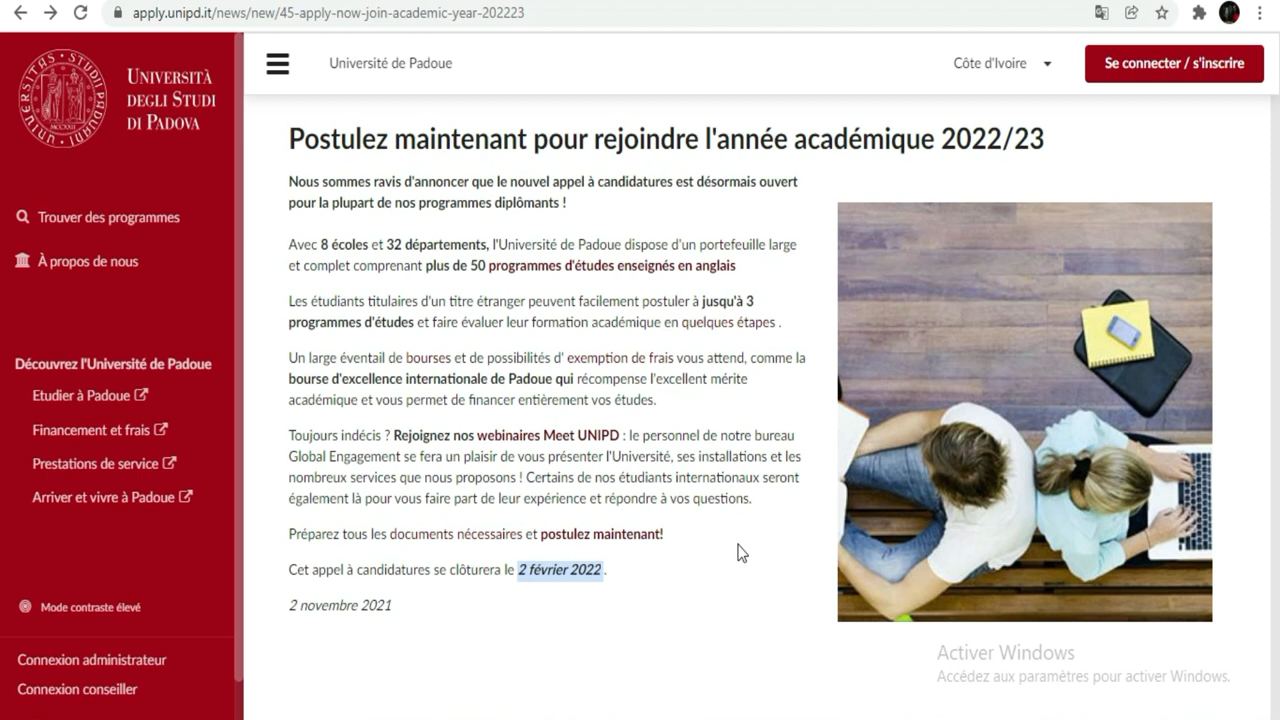 apply.unipd.it/news/new/45-apply-now-join-academic-year-202223
UNIVERSITÀ
DEGLI STUDI
DI PADOVA
Université de Padoue
Côte d'Ivoire
Se connecter / s'inscrire
Trouver des programmes
À propos de nous
Découvrez l'Université de Padoue
Etudier à Padoue
Financement et frais
Prestations de service
Arriver et vivre à Padoue
Mode contraste élevé
Connexion administrateur
Connexion conseiller
Postulez maintenant pour rejoindre l'année académique 2022/23
Nous sommes ravis d'annoncer que le nouvel appel à candidatures est désormais ouvert
pour la plupart de nos programmes diplômants !
Avec 8 écoles et 32 départements, l'Université de Padoue dispose d'un portefeuille large
et complet comprenant plus de 50 programmes d'études enseignés en anglais
Les étudiants titulaires d'un titre étranger peuvent facilement postuler à jusqu'à 3
programmes d'études et faire évaluer leur formation académique en quelques étapes .
Un large éventail de bourses et de possibilités d' exemption de frais vous attend, comme la
bourse d'excellence internationale de Padoue qui récompense l'excellent mérite
académique et vous permet de financer entièrement vos études.
Toujours indécis ? Rejoignez nos webinaires Meet UNIPD : le personnel de notre bureau
Global Engagement se fera un plaisir de vous présenter l'Université, ses installations et les
nombreux services que nous proposons ! Certains de nos étudiants internationaux seront
également là pour vous faire part de leur expérience et répondre à vos questions.
Préparez tous les documents nécessaires et postulez maintenant!
Cet appel à candidatures se clôturera le 2 février 2022 .
2 novembre 2021
Activer Windows
Accédez aux paramètres pour activer Windows.